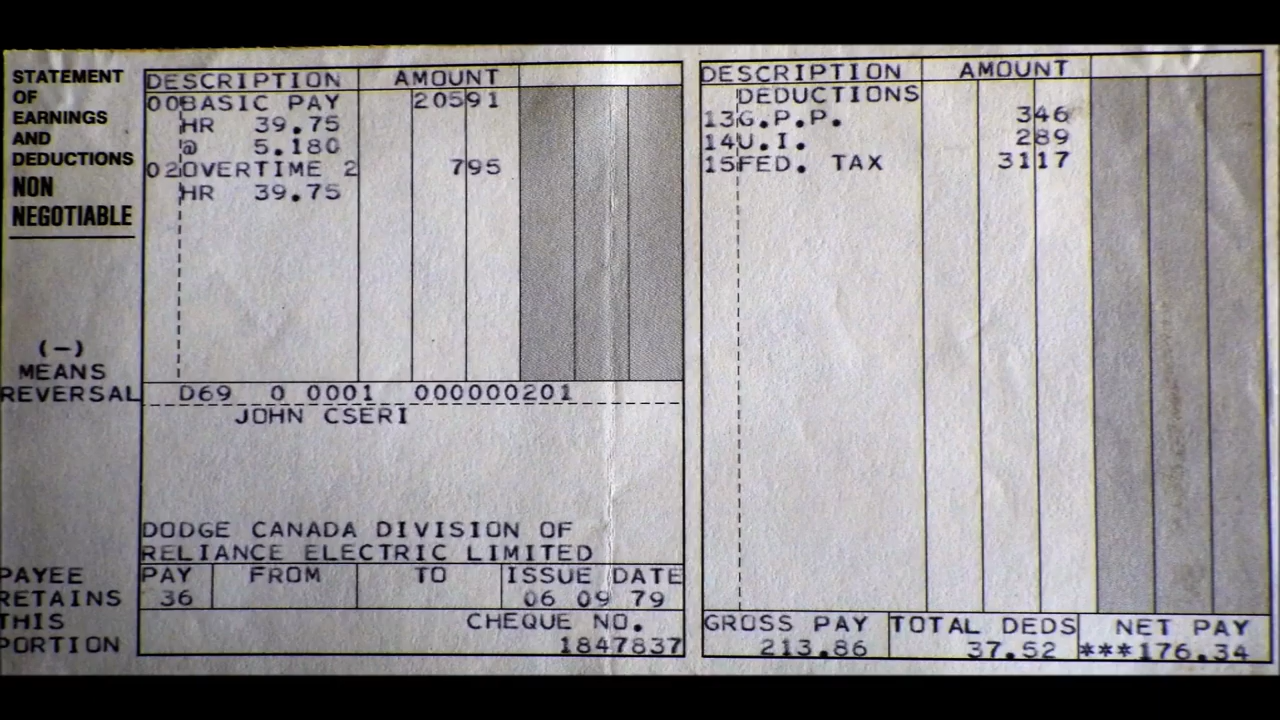 STATEMENT
OF
EARNINGS
AND
DEDUCTIONS
NON
NEGOTIABLE
(-)
MEANS
REVERSAL
PAYEE
RETAINS
THIS
PORTION
DESCRIPTION AMOUNT
00BASIC PAY 20591
HR 39.75
@ 5.180
02OVERTIME 2 795
HR 39.75
D69 0 0001 000000201
JOHN CSERI
DODGE CANADA DIVISION OF
RELIANCE ELECTRIC LIMITED
PAY FROM TO ISSUE DATE
36 06 09 79
CHEQUE NO.
1847837
DESCRIPTION AMOUNT
DEDUCTIONS
13G.P.P. 346
14U.I. 289
15FED. TAX 3117
GROSS PAY TOTAL DEDS NET PAY
213.86 37.52 ***176.34